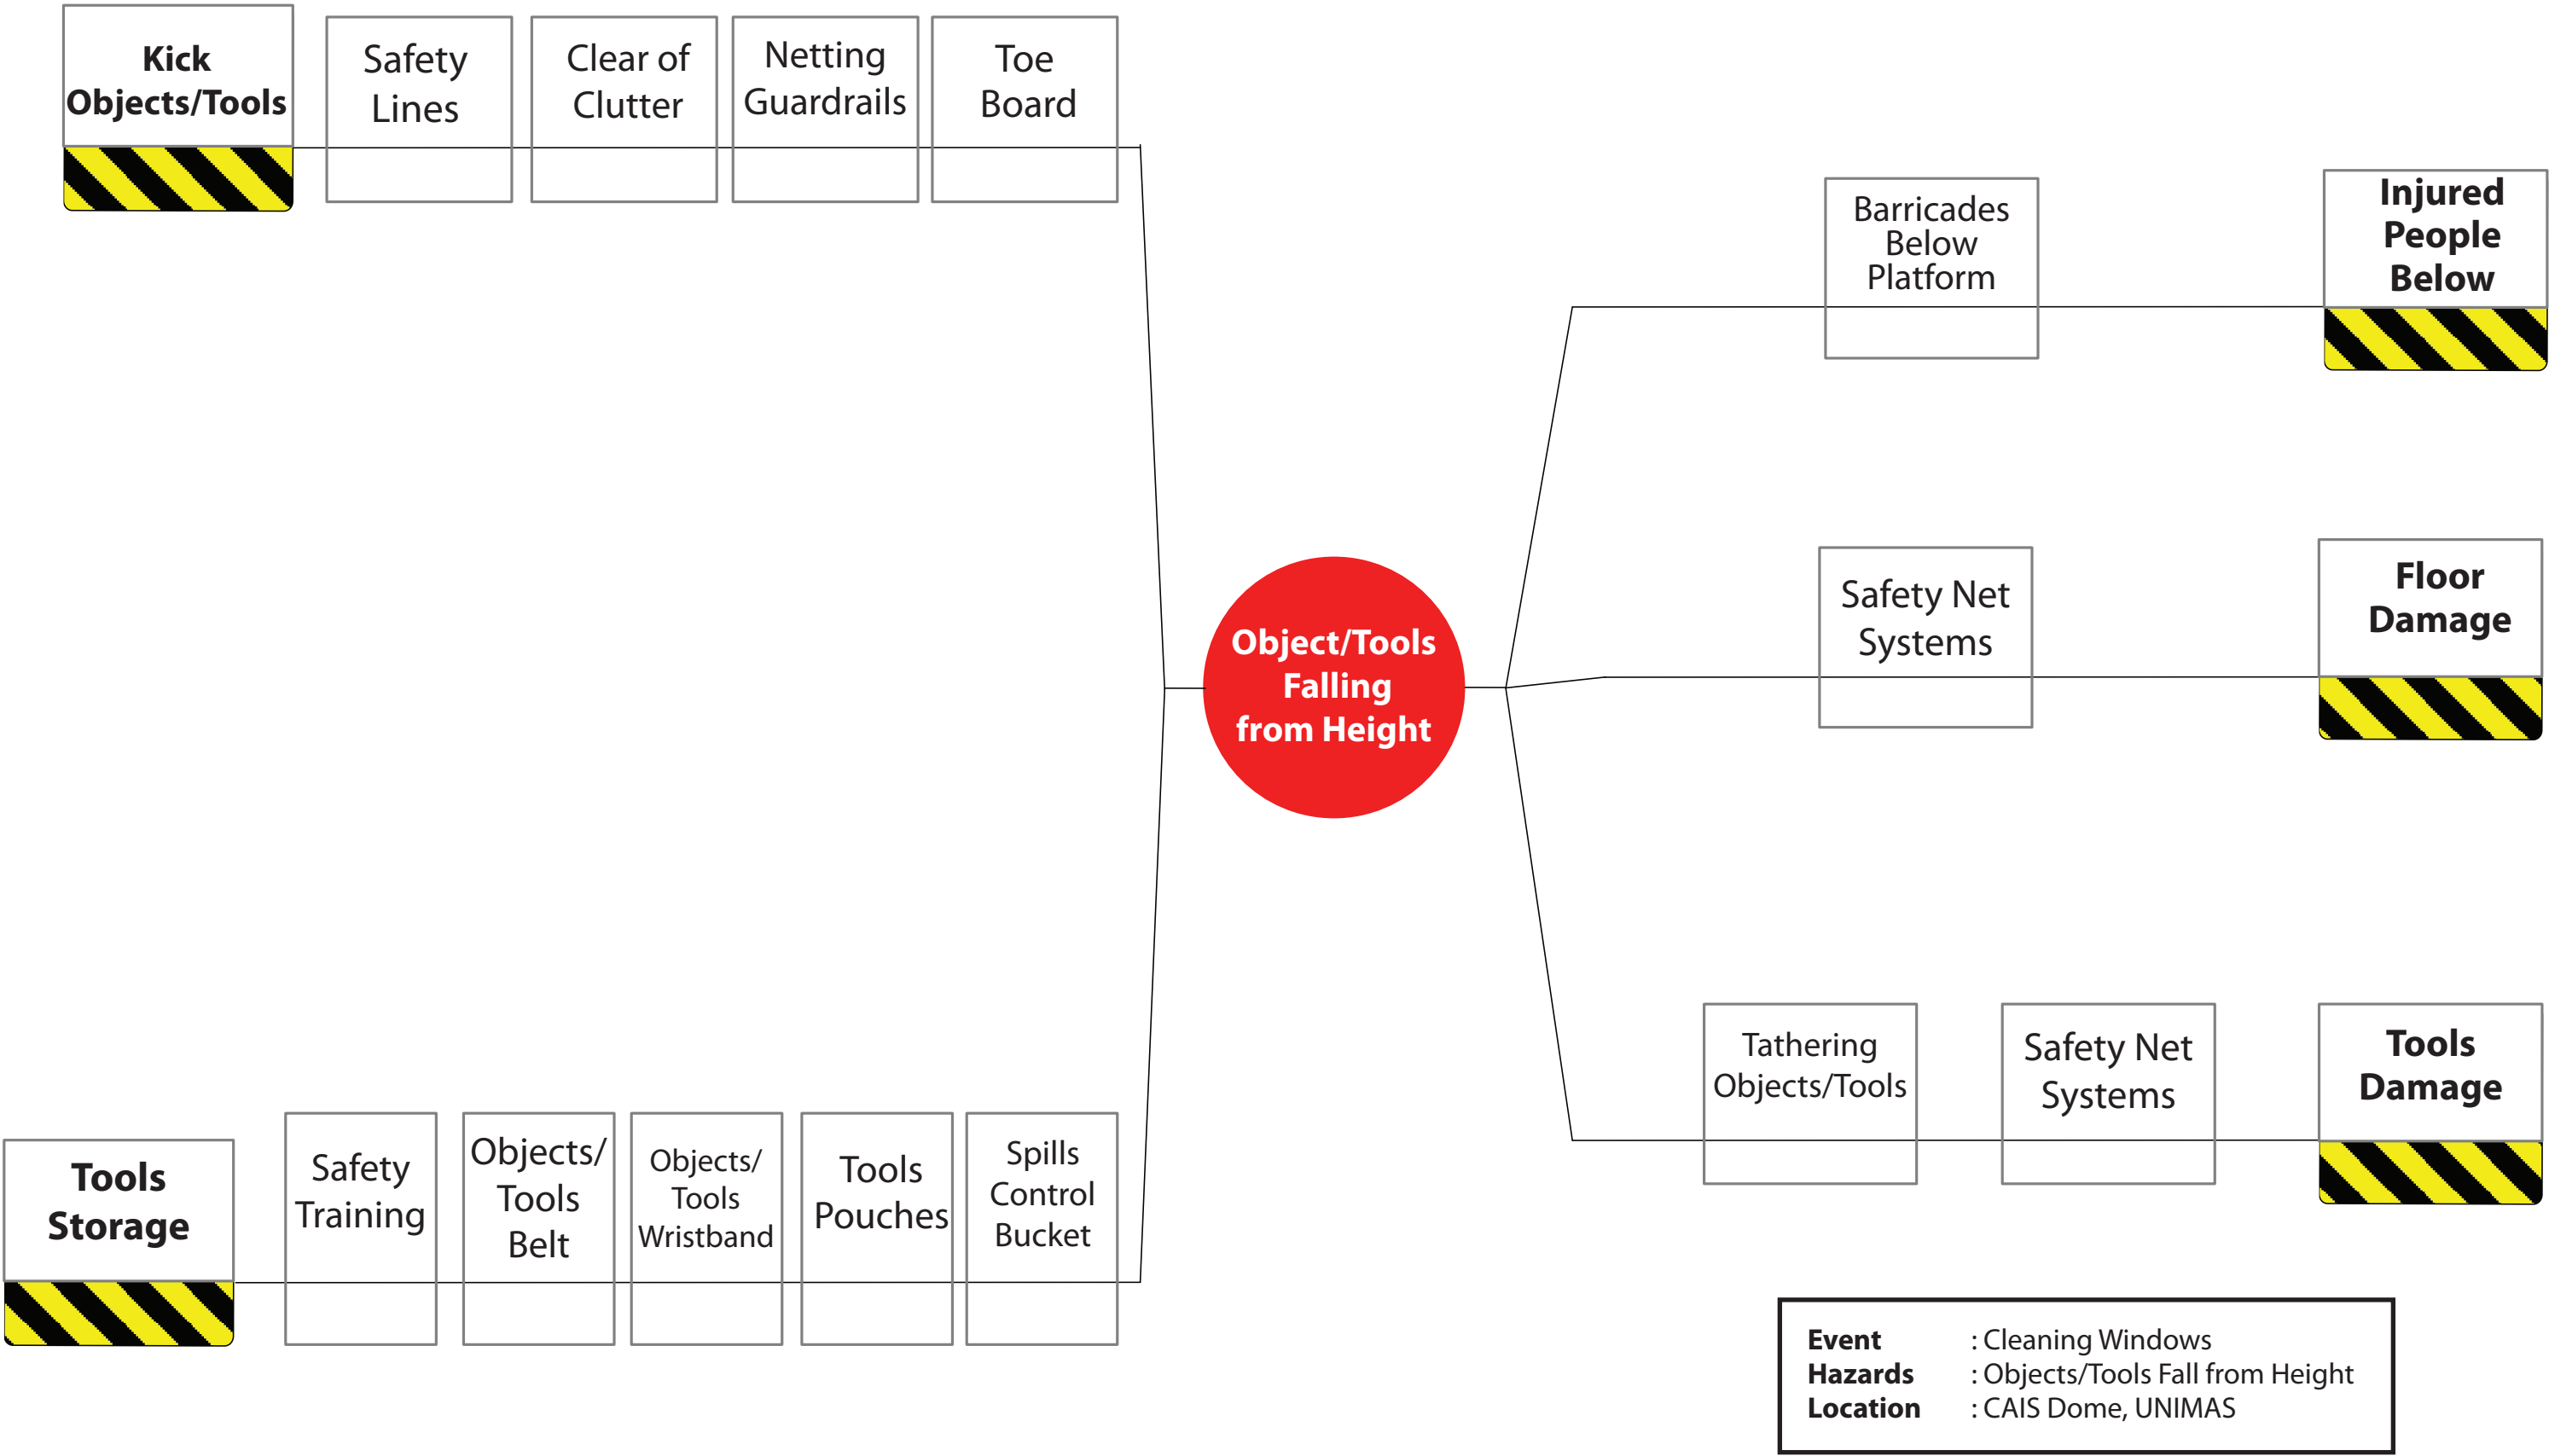 Kick
Objects/Tools
Safety
Lines
Clear of
Clutter
Netting
Guardrails
Toe
Board
Barricades
Below
Platform
Injured
People
Below
Object/Tools
Falling
from Height
Safety Net
Systems
Floor
Damage
Tathering
Objects/Tools
Safety Net
Systems
Tools
Damage
Tools
Storage
Safety
Training
Objects/
Tools
Belt
Objects/
Tools
Wristband
Tools
Pouches
Spills
Control
Bucket
Event : Cleaning Windows
Hazards : Objects/Tools Fall from Height
Location : CAIS Dome, UNIMAS